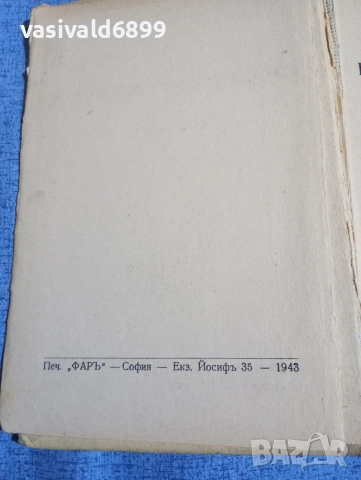 vasivald6899
Печ. „ФАРЪ“ — София — Екз. Йосифъ 35 — 1943
BAZAR